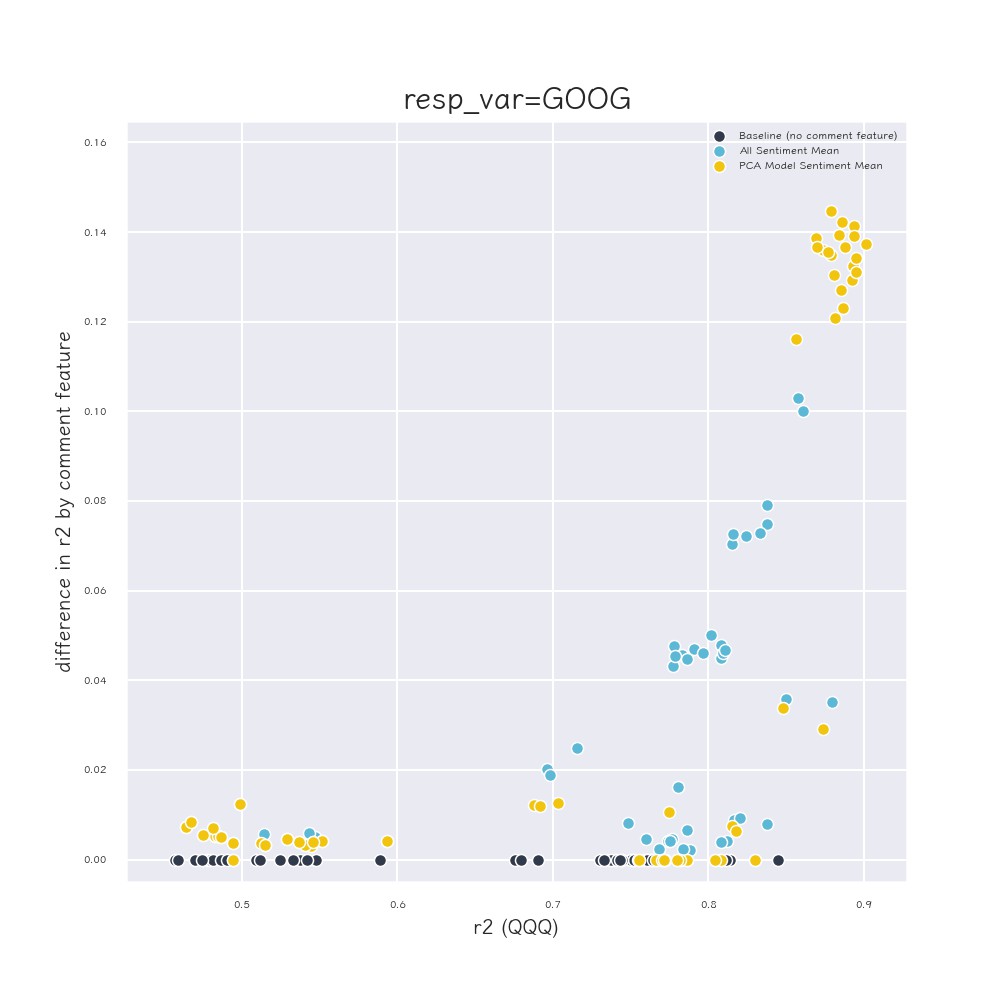 resp_var=GOOG
Baseline (no comment feature)
All Sentiment Mean
PCA Model Sentiment Mean
0.16
0.14
0.12
0.10
0.08
0.06
0.04
0.02
0.00
difference in r2 by comment feature
0.5 0.6 0.7 0.8 0.9
r2 (QQQ)